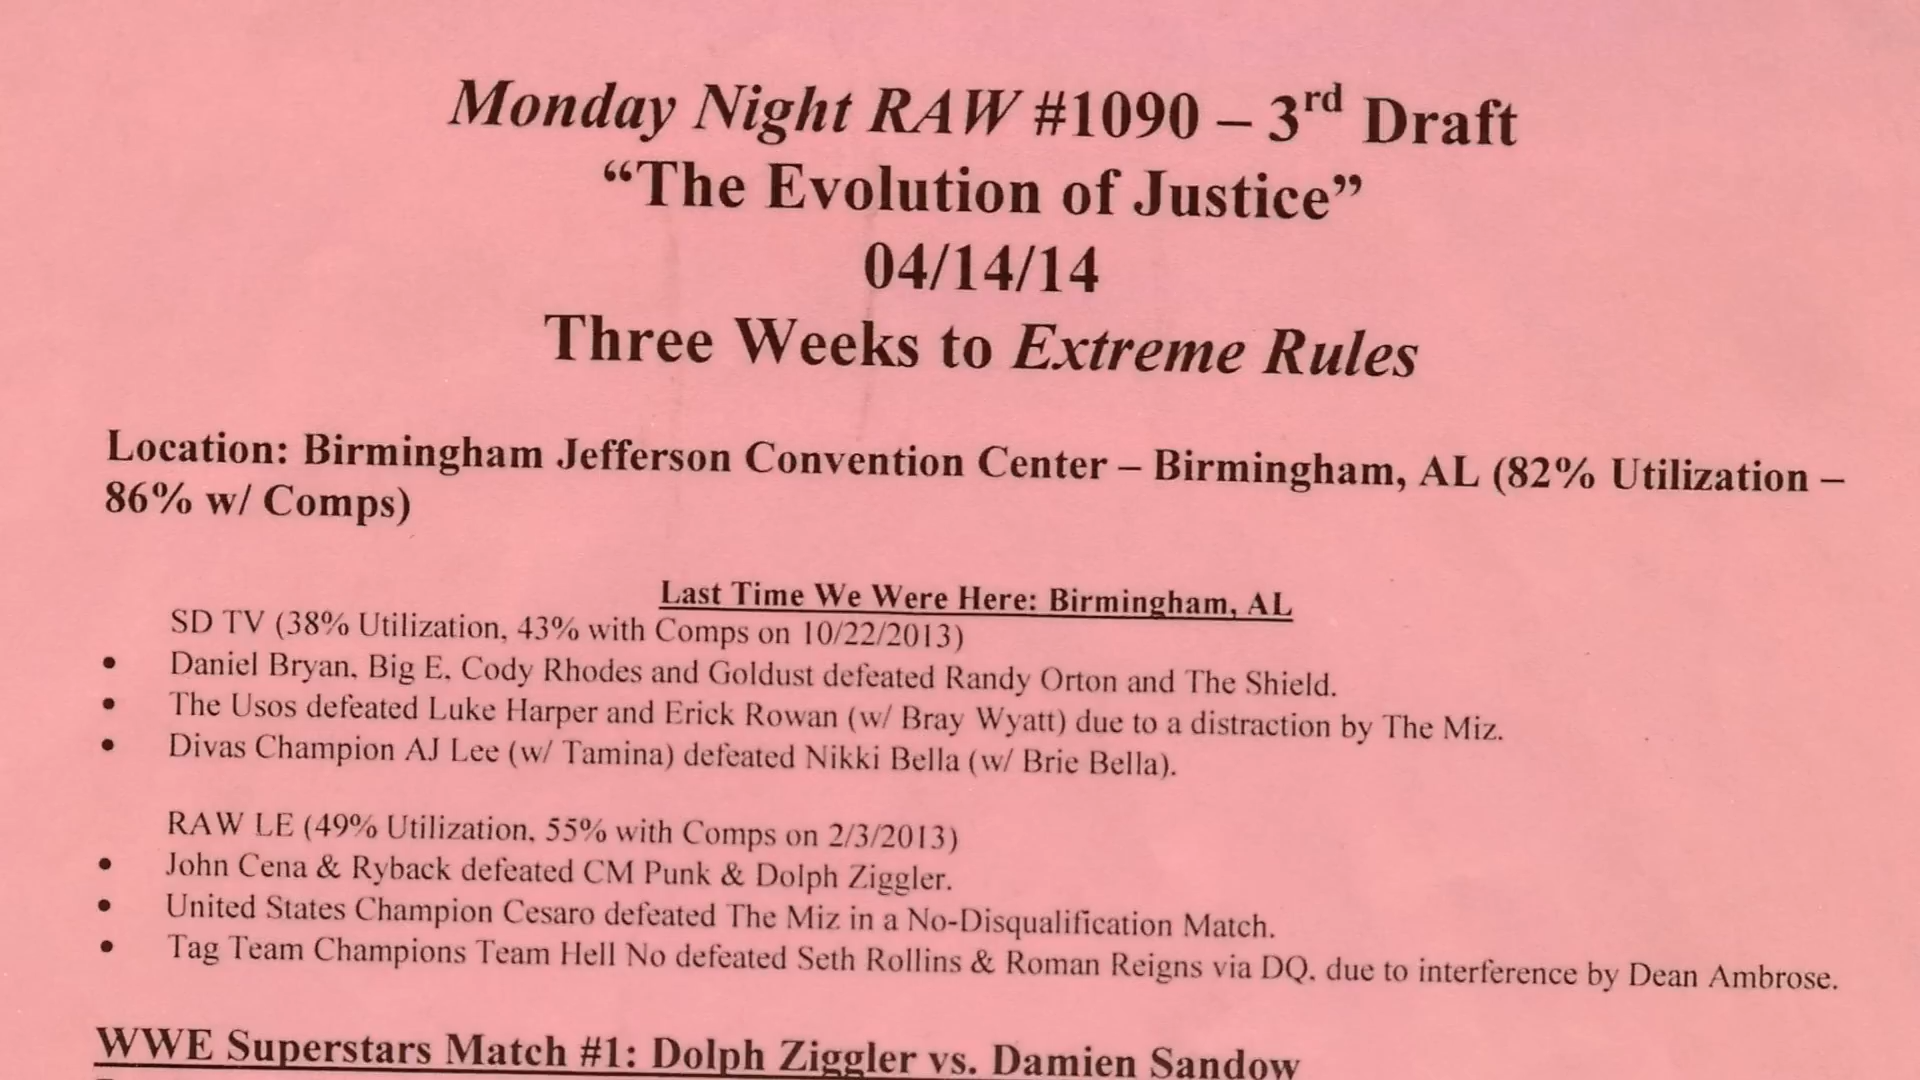 Monday Night RAW #1090 – 3rd Draft
“The Evolution of Justice”
04/14/14
Three Weeks to Extreme Rules
Location: Birmingham Jefferson Convention Center – Birmingham, AL (82% Utilization –
86% w/ Comps)
Last Time We Were Here: Birmingham, AL
SD TV (38% Utilization, 43% with Comps on 10/22/2013)
• Daniel Bryan, Big E, Cody Rhodes and Goldust defeated Randy Orton and The Shield.
• The Usos defeated Luke Harper and Erick Rowan (w/ Bray Wyatt) due to a distraction by The Miz.
• Divas Champion AJ Lee (w/ Tamina) defeated Nikki Bella (w/ Brie Bella).
RAW LE (49% Utilization, 55% with Comps on 2/3/2013)
• John Cena & Ryback defeated CM Punk & Dolph Ziggler.
• United States Champion Cesaro defeated The Miz in a No-Disqualification Match.
• Tag Team Champions Team Hell No defeated Seth Rollins & Roman Reigns via DQ, due to interference by Dean Ambrose.
WWE Superstars Match #1: Dolph Ziggler vs. Damien Sandow